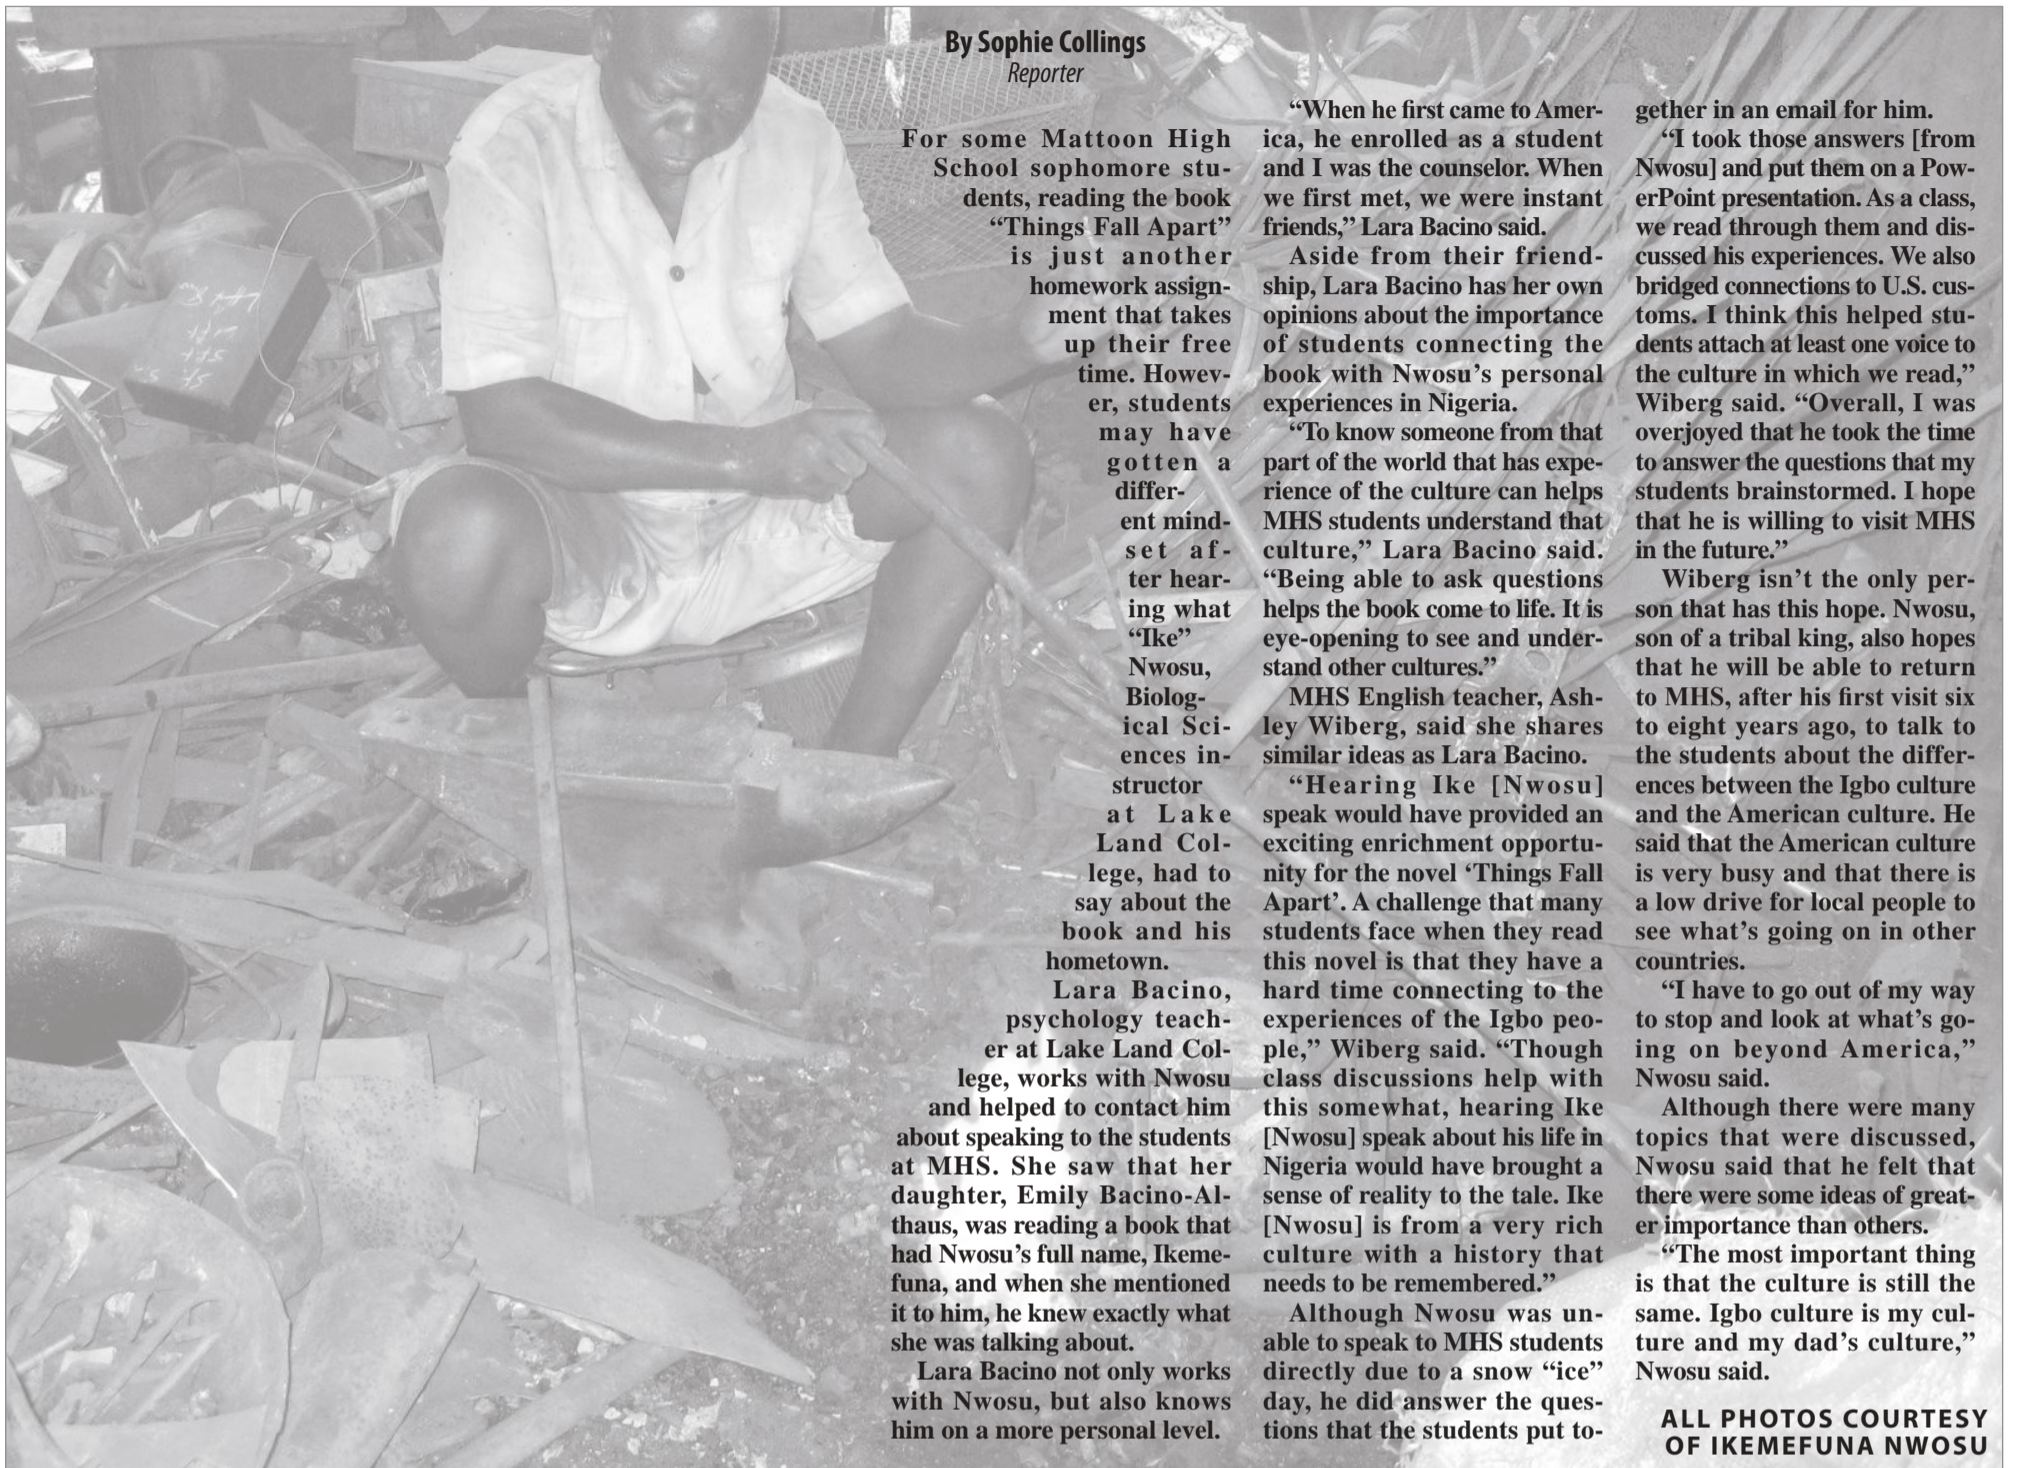 By Sophie Collings
Reporter
For some Mattoon High
School sophomore stu-
dents, reading the book
“Things Fall Apart”
is just another
homework assign-
ment that takes
up their free
time. Howev-
er, students
may have
gotten a
differ-
ent mind-
set af-
ter hear-
ing what
“Ike”
Nwosu,
Biolog-
ical Sci-
ences in-
structor
at Lake
Land Col-
lege, had to
say about the
book and his
hometown.
Lara Bacino,
psychology teach-
er at Lake Land Col-
lege, works with Nwosu
and helped to contact him
about speaking to the students
at MHS. She saw that her
daughter, Emily Bacino-Al-
thaus, was reading a book that
had Nwosu’s full name, Ikeme-
funa, and when she mentioned
it to him, he knew exactly what
she was talking about.
Lara Bacino not only works
with Nwosu, but also knows
him on a more personal level.
“When he first came to Amer-
ica, he enrolled as a student
and I was the counselor. When
we first met, we were instant
friends,” Lara Bacino said.
Aside from their friend-
ship, Lara Bacino has her own
opinions about the importance
of students connecting the
book with Nwosu’s personal
experiences in Nigeria.
“To know someone from that
part of the world that has expe-
rience of the culture can helps
MHS students understand that
culture,” Lara Bacino said.
“Being able to ask questions
helps the book come to life. It is
eye-opening to see and under-
stand other cultures.”
MHS English teacher, Ash-
ley Wiberg, said she shares
similar ideas as Lara Bacino.
“Hearing Ike [Nwosu]
speak would have provided an
exciting enrichment opportu-
nity for the novel ‘Things Fall
Apart’. A challenge that many
students face when they read
this novel is that they have a
hard time connecting to the
experiences of the Igbo peo-
ple,” Wiberg said. “Though
class discussions help with
this somewhat, hearing Ike
[Nwosu] speak about his life in
Nigeria would have brought a
sense of reality to the tale. Ike
[Nwosu] is from a very rich
culture with a history that
needs to be remembered.”
Although Nwosu was un-
able to speak to MHS students
directly due to a snow “ice”
day, he did answer the ques-
tions that the students put to-
gether in an email for him.
“I took those answers [from
Nwosu] and put them on a Pow-
erPoint presentation. As a class,
we read through them and dis-
cussed his experiences. We also
bridged connections to U.S. cus-
toms. I think this helped stu-
dents attach at least one voice to
the culture in which we read,”
Wiberg said. “Overall, I was
overjoyed that he took the time
to answer the questions that my
students brainstormed. I hope
that he is willing to visit MHS
in the future.”
Wiberg isn’t the only per-
son that has this hope. Nwosu,
son of a tribal king, also hopes
that he will be able to return
to MHS, after his first visit six
to eight years ago, to talk to
the students about the differ-
ences between the Igbo culture
and the American culture. He
said that the American culture
is very busy and that there is
a low drive for local people to
see what’s going on in other
countries.
“I have to go out of my way
to stop and look at what’s go-
ing on beyond America,”
Nwosu said.
Although there were many
topics that were discussed,
Nwosu said that he felt that
there were some ideas of great-
er importance than others.
“The most important thing
is that the culture is still the
same. Igbo culture is my cul-
ture and my dad’s culture,”
Nwosu said.
ALL PHOTOS COURTESY
OF IKEMEFUNA NWOSU